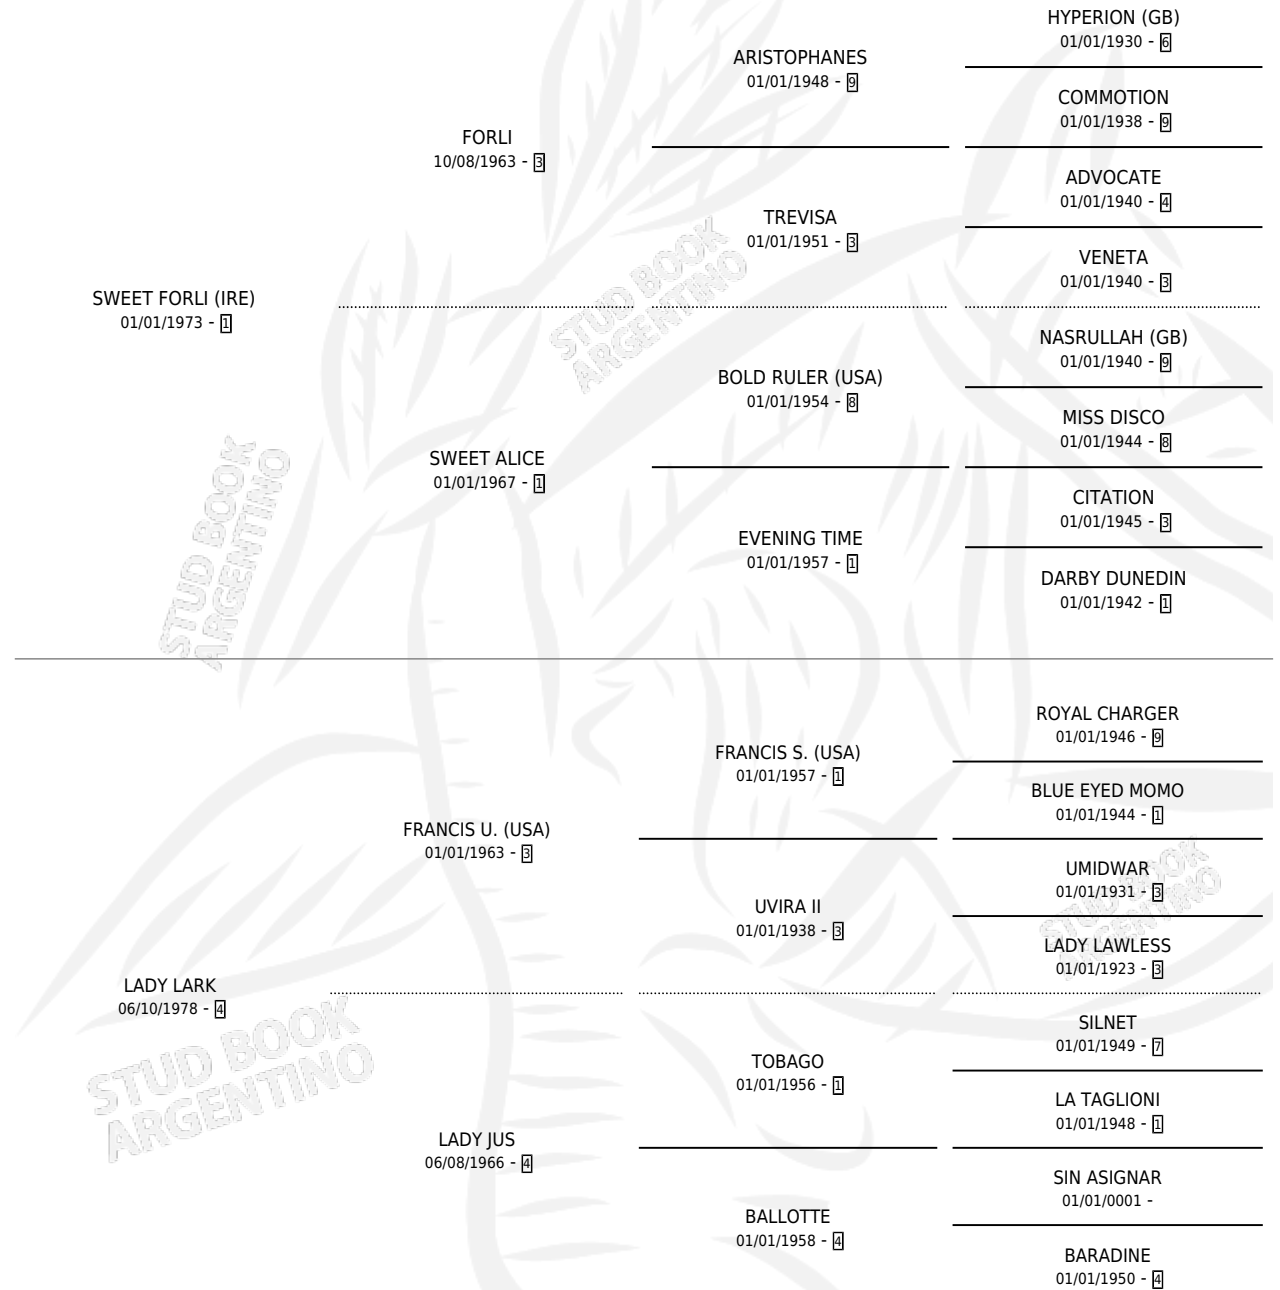 HYPERION (GB)
01/01/1930 - 6
ARISTOPHANES
01/01/1948 - 9
COMMOTION
01/01/1938 - 9
FORLI
10/08/1963 - 3
ADVOCATE
01/01/1940 - 4
TREVISA
01/01/1951 - 3
VENETA
01/01/1940 - 3
SWEET FORLI (IRE)
01/01/1973 - 1
NASRULLAH (GB)
01/01/1940 - 9
BOLD RULER (USA)
01/01/1954 - 8
MISS DISCO
01/01/1944 - 8
SWEET ALICE
01/01/1967 - 1
CITATION
01/01/1945 - 3
EVENING TIME
01/01/1957 - 1
DARBY DUNEDIN
01/01/1942 - 1
ROYAL CHARGER
01/01/1946 - 9
FRANCIS S. (USA)
01/01/1957 - 1
BLUE EYED MOMO
01/01/1944 - 1
FRANCIS U. (USA)
01/01/1963 - 3
UMIDWAR
01/01/1931 - 3
UVIRA II
01/01/1938 - 3
LADY LAWLESS
01/01/1923 - 3
LADY LARK
06/10/1978 - 4
SILNET
01/01/1949 - 7
TOBAGO
01/01/1956 - 1
LA TAGLIONI
01/01/1948 - 1
LADY JUS
06/08/1966 - 4
SIN ASIGNAR
01/01/0001 -
BALLOTTE
01/01/1958 - 4
BARADINE
01/01/1950 - 4
STUD BOOK
ARGENTINO
STUD BOOK
ARGENTINO
STUD BOOK
ARGENTINO
STUD BOOK
ARGENTINO